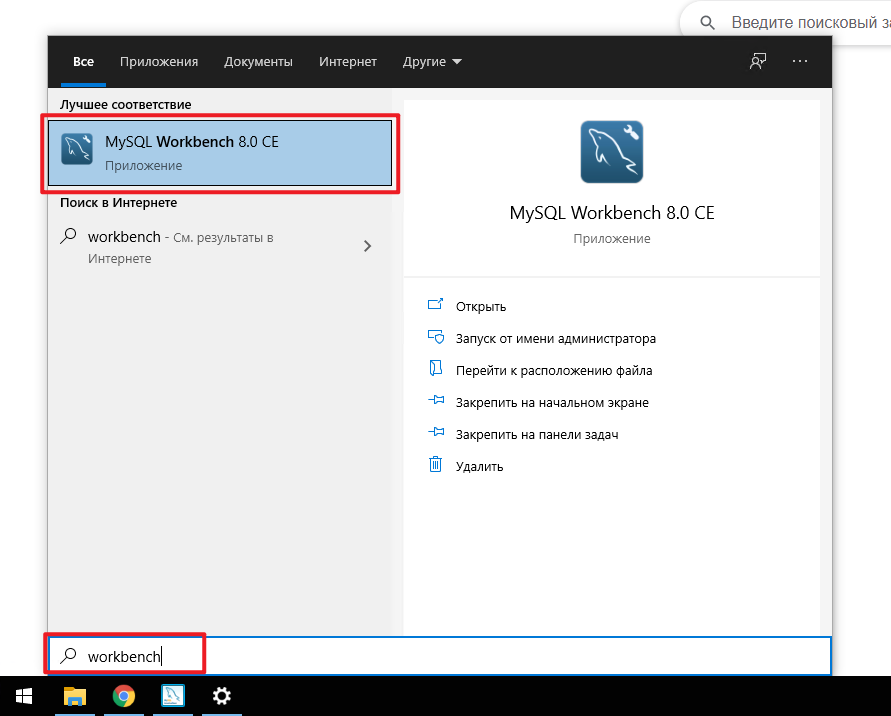 Введите поисковый
Все Приложения Документы Интернет Другие
Лучшее соответствие
MySQL Workbench 8.0 CE
Приложение
Поиск в Интернете
workbench - См. результаты в
Интернете
MySQL Workbench 8.0 CE
Приложение
Открыть
Запуск от имени администратора
Перейти к расположению файла
Закрепить на начальном экране
Закрепить на панели задач
Удалить
workbench